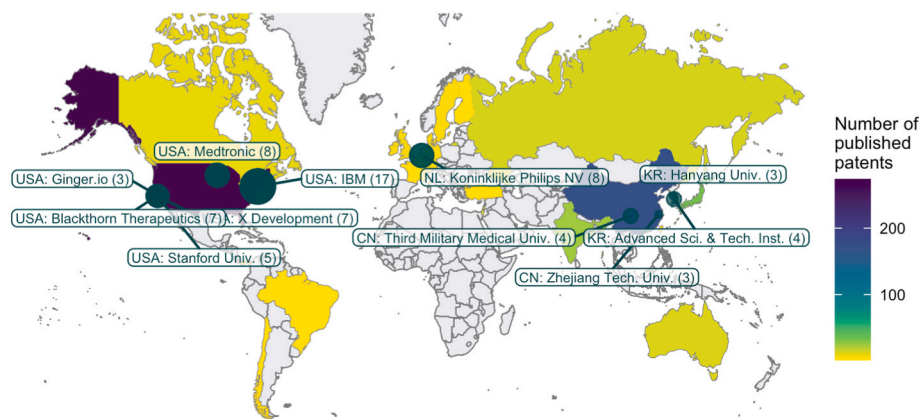 Number of
published
patents
200
100
USA: Medtronic (8)
USA: Ginger.io (3)
USA: IBM (17)
NL: Koninklijke Philips NV (8)
KR: Hanyang Univ. (3)
USA: Blackthorn Therapeutics (7)
: X Development (7)
CN: Third Military Medical Univ. (4)
KR: Advanced Sci. & Tech. Inst. (4)
USA: Stanford Univ. (5)
CN: Zhejiang Tech. Univ. (3)